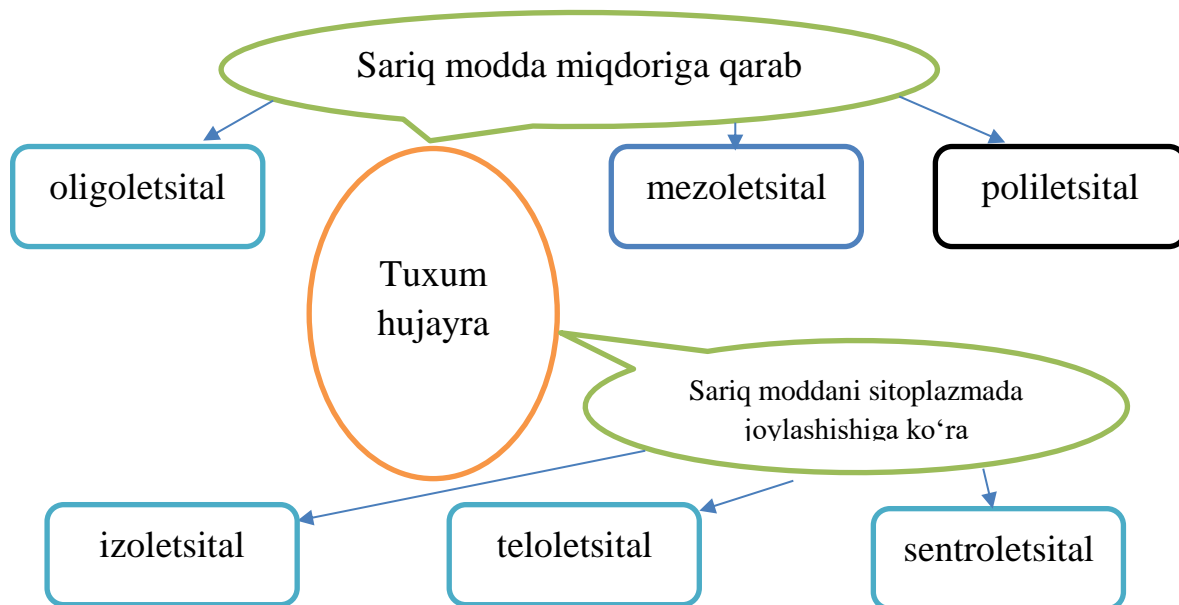 Sariq modda miqdoriga qarab
oligoletsital
mezoletsital
poliletsital
Tuxum
hujayra
Sariq moddani sitoplazmada
joylashishiga ko‘ra
izoletsital
teloletsital
sentroletsital